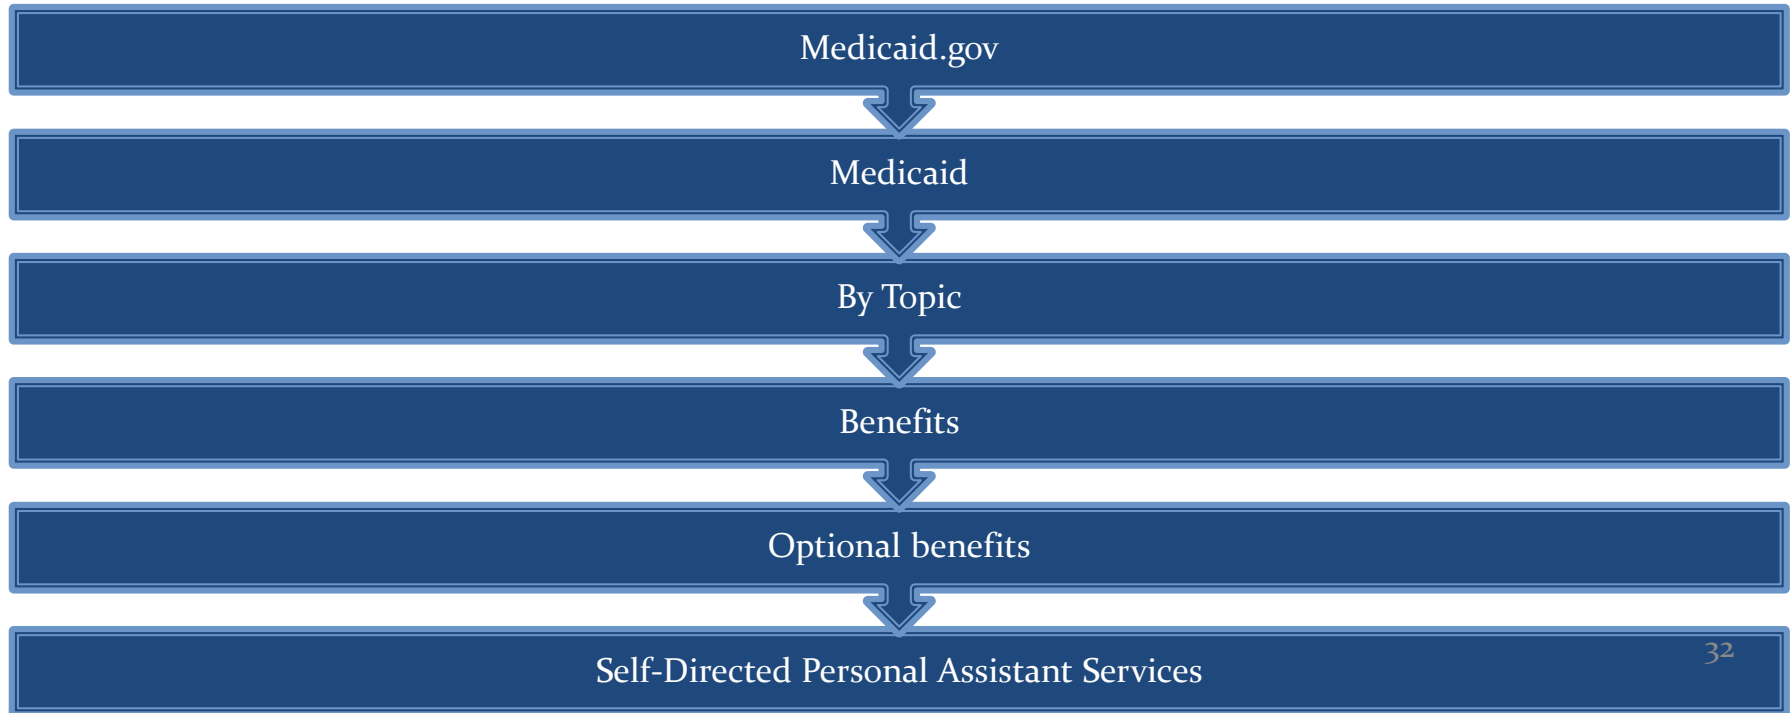 Medicaid.gov
Medicaid
By Topic
Benefits
Optional benefits
Self-Directed Personal Assistant Services
32